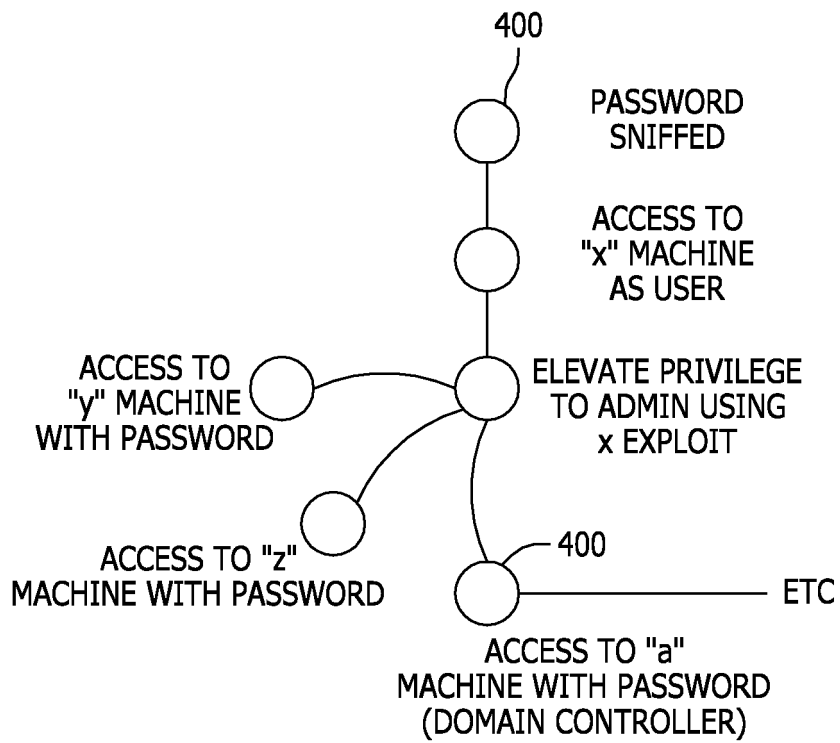 400
PASSWORD
SNIFFED
ACCESS TO
"x" MACHINE
AS USER
ACCESS TO
"y" MACHINE
WITH PASSWORD
ELEVATE PRIVILEGE
TO ADMIN USING
x EXPLOIT
ACCESS TO "z"
MACHINE WITH PASSWORD
400
ETC
ACCESS TO "a"
MACHINE WITH PASSWORD
(DOMAIN CONTROLLER)